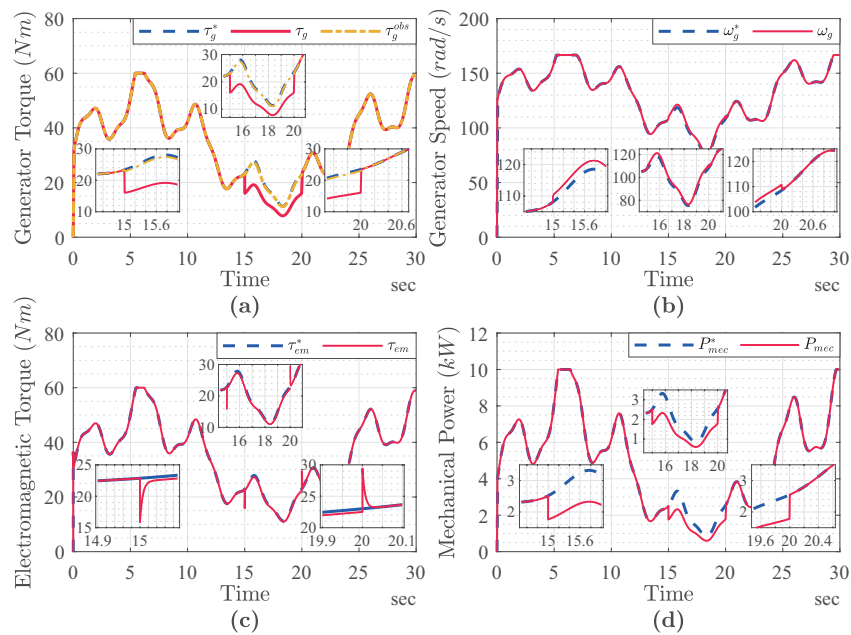 τ*g τg τg^obs
Generator Torque (Nm)
80
60
40
20
0
30
20
10
16 18 20
30
20
10
15 15.6
30
20
10
20 20.6
0 5 10 15 20 25 30
Time sec
(a)
ω*g ωg
Generator Speed (rad/s)
200
150
100
50
0
120
110
15 15.6
120
100
80
16 18 20
120
110
100
20 20.6
0 5 10 15 20 25 30
Time sec
(b)
τ*em τem
Electromagnetic Torque (Nm)
80
60
40
20
0
30
20
10
16 18 20
25
20
15
14.9 15
30
25
20
19.9 20 20.1
0 5 10 15 20 25 30
Time sec
(c)
P*mec Pmec
Mechanical Power (kW)
12
10
8
6
4
2
0
3
2
1
16 18 20
3
2
15 15.6
3
2
19.6 20 20.4
0 5 10 15 20 25 30
Time sec
(d)